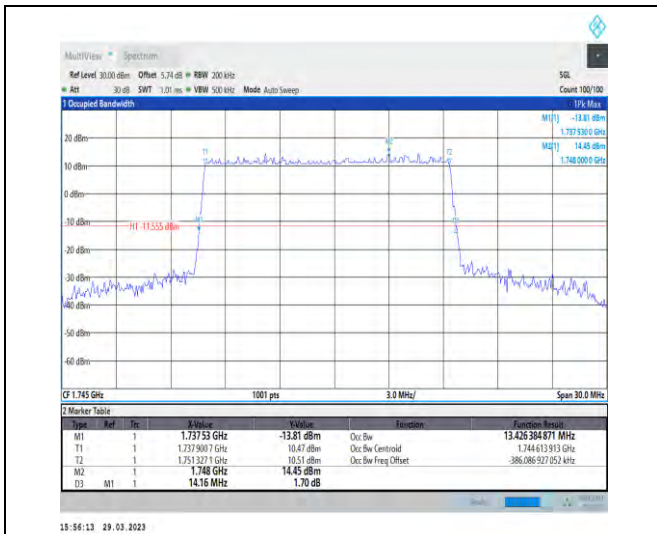 MultiView Spectrum
Ref Level 30.00 dBm Offset 5.74 dB RBW 200 kHz SGL
Att 30 dB SWT 1.01 ms VBW 500 kHz Mode Auto Sweep Count 100/100
1 Occupied Bandwidth 1Pk Max
M1[1] -13.81 dBm
1.737 530 0 GHz
M2[1] 14.45 dBm
1.748 000 0 GHz
20 dBm
T1 M2 T2
10 dBm
0 dBm
-10 dBm
H1 -11.555 dBm
M1
-20 dBm
-30 dBm
-40 dBm
-50 dBm
-60 dBm
CF 1.745 GHz 1001 pts 3.0 MHz/ Span 30.0 MHz
2 Marker Table
Type Ref Trc X-Value Y-Value Function Function Result
M1 1 1.73753 GHz -13.81 dBm Occ Bw 13.426 384 871 MHz
T1 1 1.737 900 7 GHz 10.47 dBm Occ Bw Centroid 1.744 613 913 GHz
T2 1 1.751 327 1 GHz 10.51 dBm Occ Bw Freq Offset -386.086 927 052 kHz
M2 1 1.748 GHz 14.45 dBm
D3 M1 1 14.16 MHz 1.70 dB
15:56:13 29.03.2023